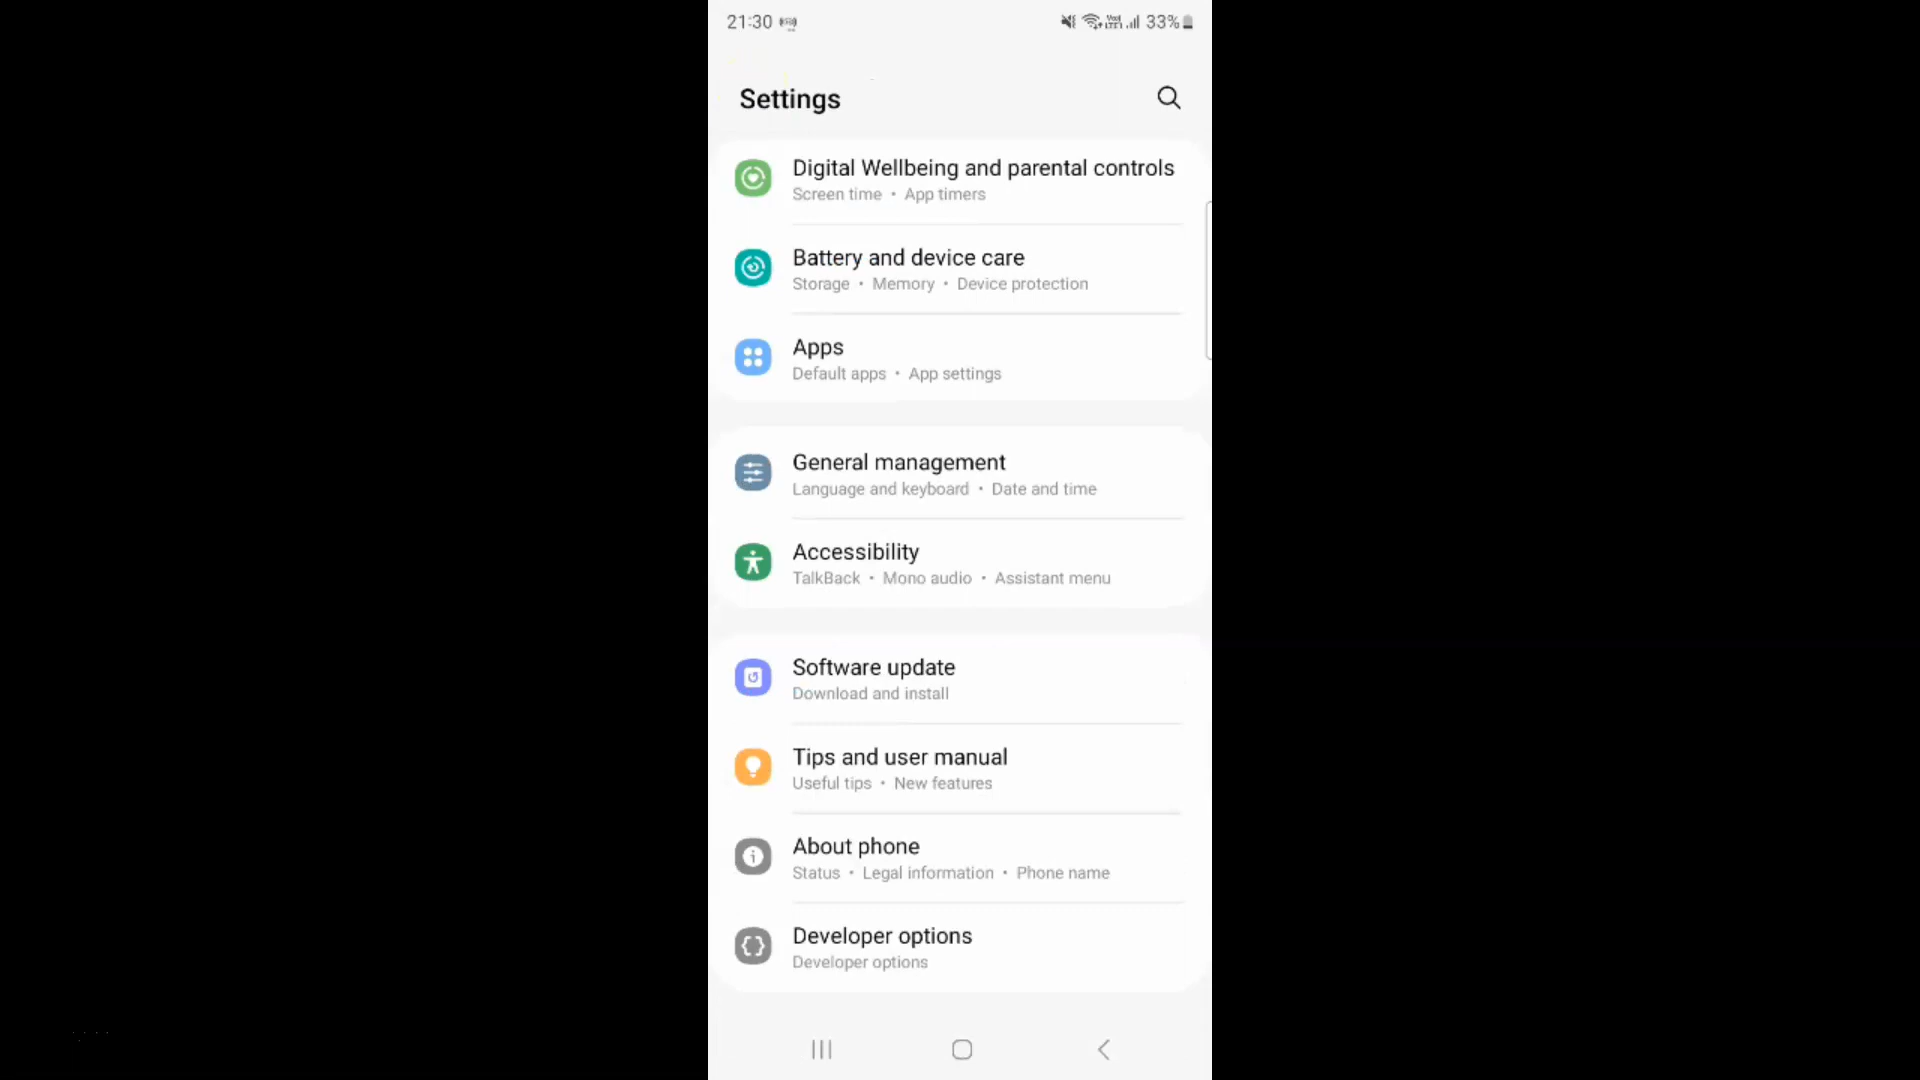 21:30
33%
Settings
Digital Wellbeing and parental controls
Screen time • App timers
Battery and device care
Storage • Memory • Device protection
Apps
Default apps • App settings
General management
Language and keyboard • Date and time
Accessibility
TalkBack • Mono audio • Assistant menu
Software update
Download and install
Tips and user manual
Useful tips • New features
About phone
Status • Legal information • Phone name
Developer options
Developer options